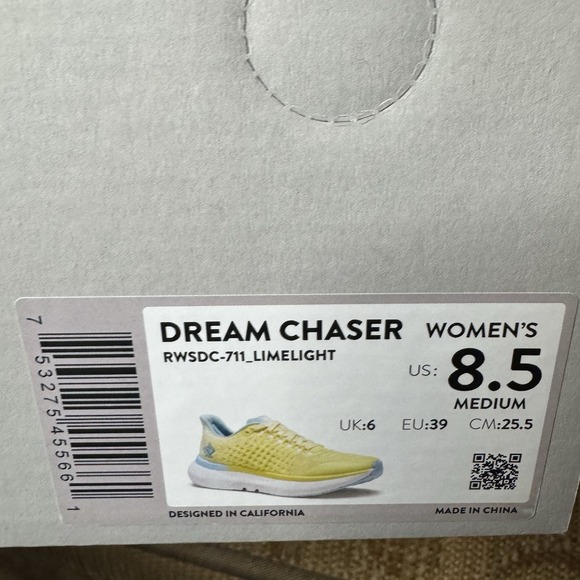 DREAM CHASER
RWSDC-711_LIMELIGHT
WOMEN'S
US: 8.5
MEDIUM
UK:6 EU:39 CM:25.5
DESIGNED IN CALIFORNIA
MADE IN CHINA
7 53275 45566 1